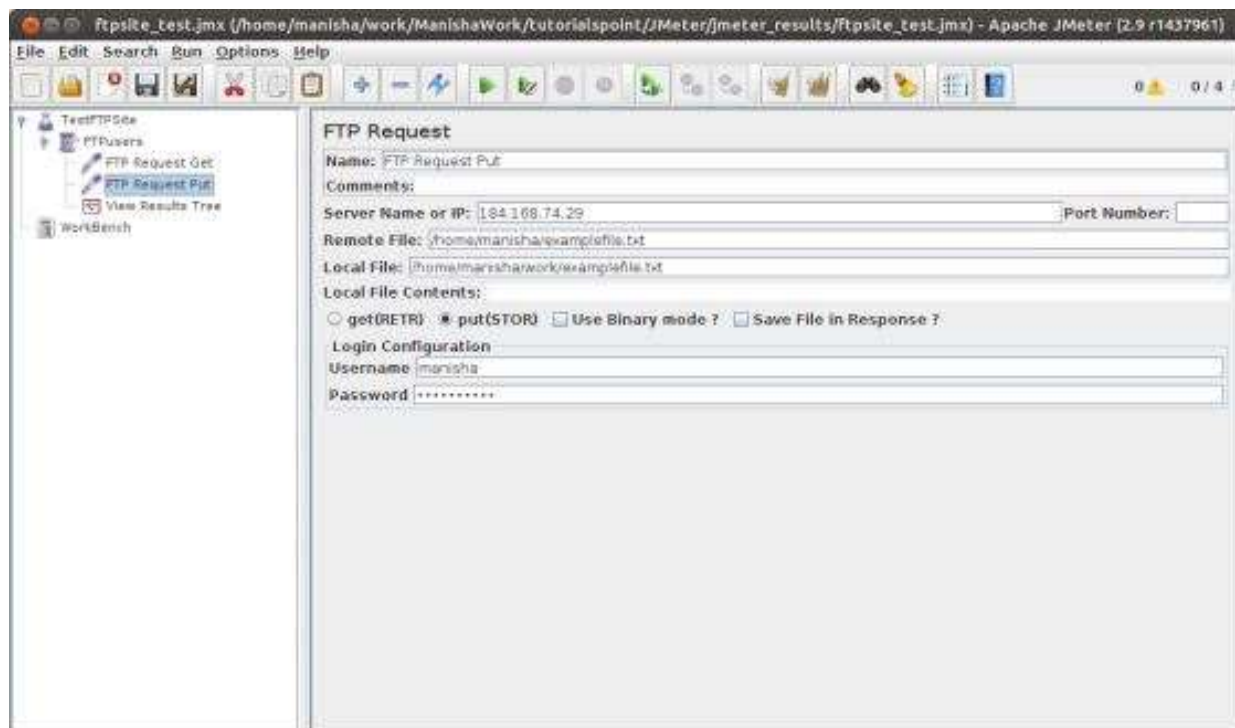 ftpsite_test.jmx (/home/manisha/work/ManishaWork/tutorialspoint/JMeter/jmeter_results/ftpsite_test.jmx) - Apache JMeter (2.9 r1437961)
File Edit Search Run Options Help
0 0 / 4
TestFTPSite
FTPusers
FTP Request Get
FTP Request Put
View Results Tree
WorkBench
FTP Request
Name: FTP Request Put
Comments:
Server Name or IP: 184.168.74.29 Port Number:
Remote File: /home/manisha/examplefile.txt
Local File: /home/manisha/work/examplefile.txt
Local File Contents:
get(RETR) put(STOR) Use Binary mode ? Save File in Response ?
Login Configuration
Username manisha
Password ••••••••••